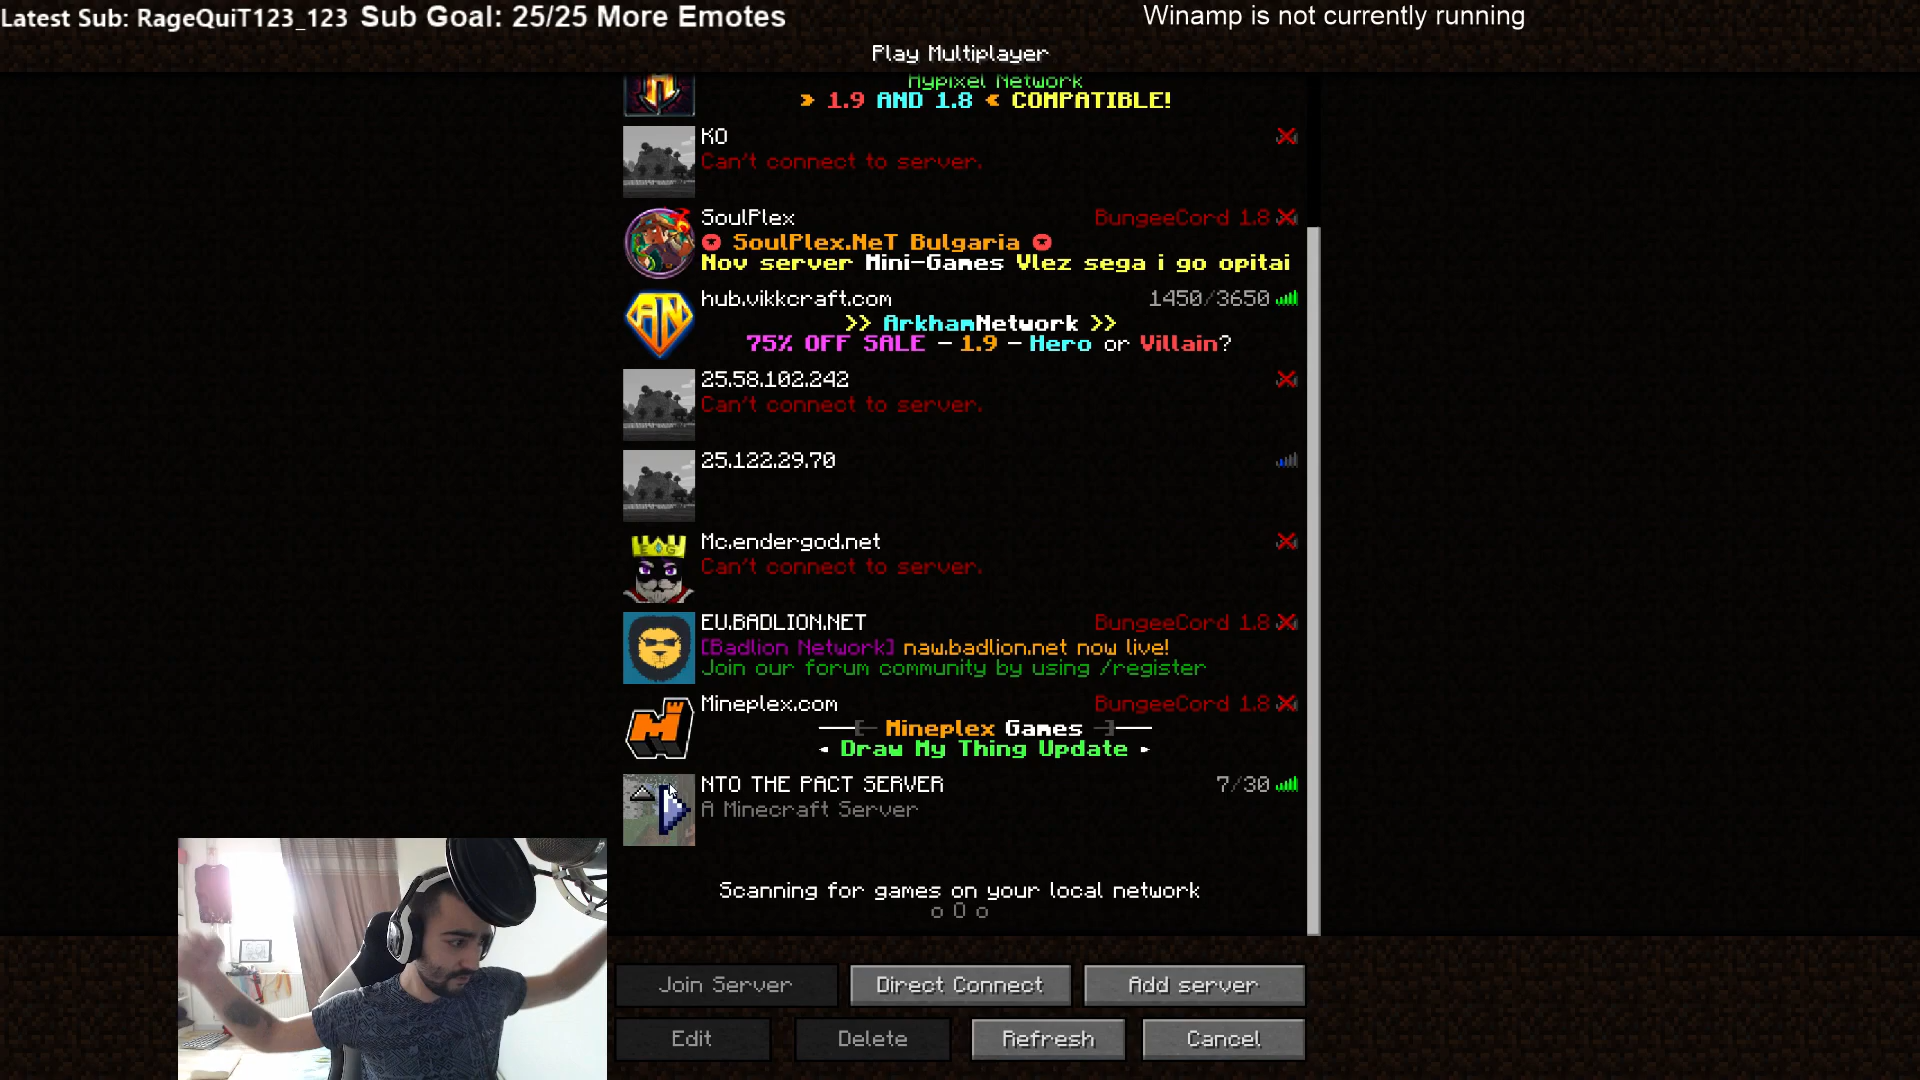 Latest Sub: RageQuiT123_123 Sub Goal: 25/25 More Emotes
Winamp is not currently running
Play Multiplayer
Hypixel Network
> 1.9 AND 1.8 < COMPATIBLE!
KO
Can't connect to server.
SoulPlex BungeeCord 1.8
SoulPlex.NeT Bulgaria
Nov server Mini-Games Vlez sega i go opitai
hub.vikkcraft.com 1450/3650
AN
>> ArkhamNetwork >>
75% OFF SALE - 1.9 - Hero or Villain?
25.58.102.242
Can't connect to server.
25.122.29.70
Mc.endergod.net
Can't connect to server.
EU.BADLION.NET BungeeCord 1.8
[Badlion Network] naw.badlion.net now live!
Join our forum community by using /register
Mineplex.com BungeeCord 1.8
Mineplex Games
Draw My Thing Update
NTO THE PACT SERVER 7/30
A Minecraft Server
Scanning for games on your local network
o O o
Join Server Direct Connect Add server
Edit Delete Refresh Cancel